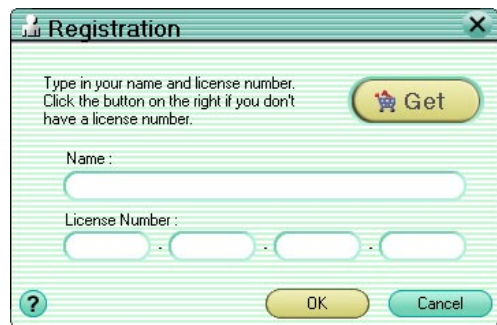 Registration
Type in your name and license number.
Click the button on the right if you don't
have a license number.
Get
Name :
License Number :
- - -
?
OK
Cancel